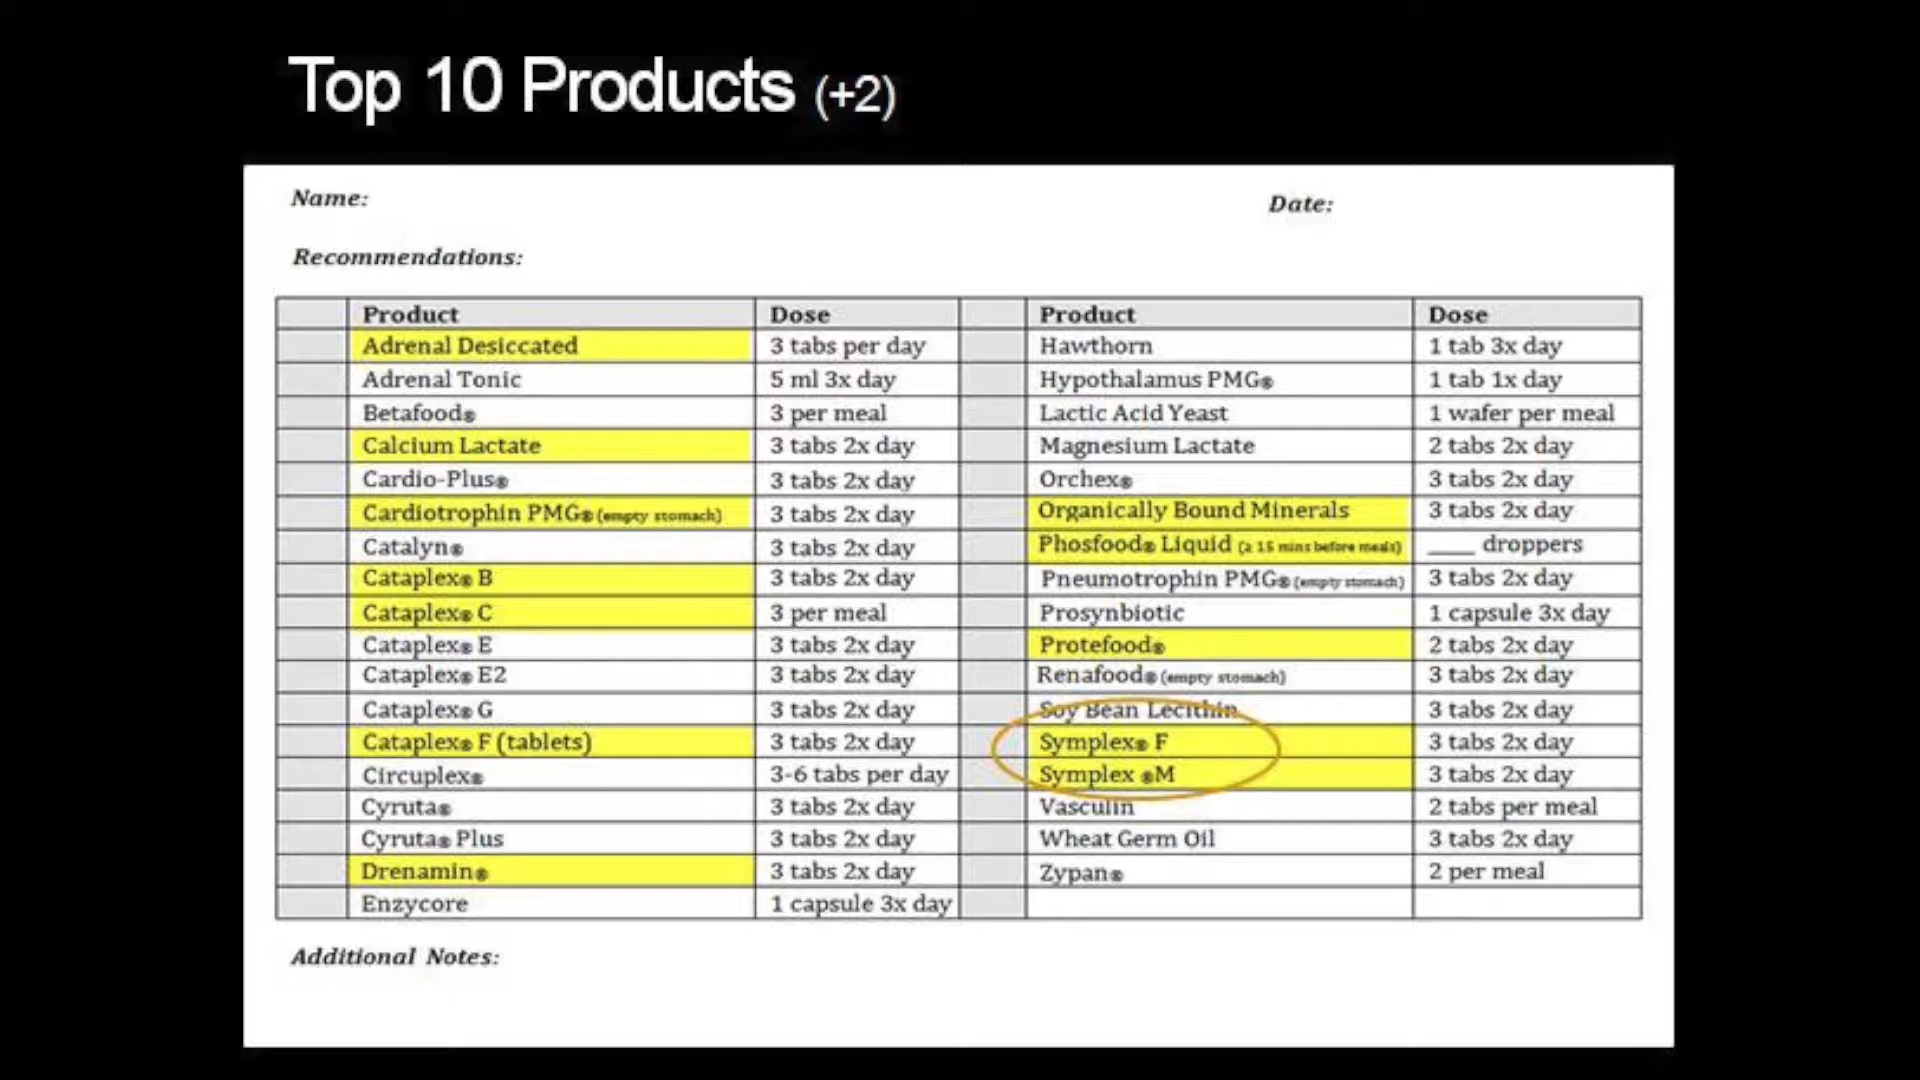 Top 10 Products (+2)
Name: Date:
Recommendations:
Product Dose Product Dose
Adrenal Desiccated 3 tabs per day Hawthorn 1 tab 3x day
Adrenal Tonic 5 ml 3x day Hypothalamus PMG® 1 tab 1x day
Betafood® 3 per meal Lactic Acid Yeast 1 wafer per meal
Calcium Lactate 3 tabs 2x day Magnesium Lactate 2 tabs 2x day
Cardio-Plus® 3 tabs 2x day Orchex® 3 tabs 2x day
Cardiotrophin PMG® (empty stomach) 3 tabs 2x day Organically Bound Minerals 3 tabs 2x day
Catalyn® 3 tabs 2x day Phosfood® Liquid (≥ 15 mins before meals) ____ droppers
Cataplex® B 3 tabs 2x day Pneumotrophin PMG® (empty stomach) 3 tabs 2x day
Cataplex® C 3 per meal Prosynbiotic 1 capsule 3x day
Cataplex® E 3 tabs 2x day Protefood® 2 tabs 2x day
Cataplex® E2 3 tabs 2x day Renafood® (empty stomach) 3 tabs 2x day
Cataplex® G 3 tabs 2x day Soy Bean Lecithin 3 tabs 2x day
Cataplex® F (tablets) 3 tabs 2x day Symplex® F 3 tabs 2x day
Circuplex® 3-6 tabs per day Symplex ®M 3 tabs 2x day
Cyruta® 3 tabs 2x day Vasculin 2 tabs per meal
Cyruta® Plus 3 tabs 2x day Wheat Germ Oil 3 tabs 2x day
Drenamin® 3 tabs 2x day Zypan® 2 per meal
Enzycore 1 capsule 3x day
Additional Notes: